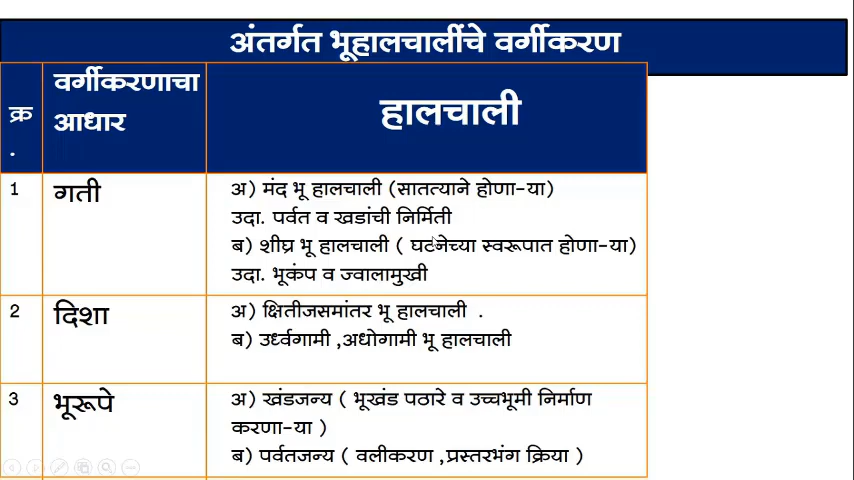 अंतर्गत भूहालचालींचे वर्गीकरण
क्र
.
वर्गीकरणाचा
आधार
हालचाली
1
गती
अ) मंद भू हालचाली (सातत्याने होणा-या)
उदा. पर्वत व खडांची निर्मिती
ब) शीघ्र भू हालचाली ( घटनेच्या स्वरूपात होणा-या)
उदा. भूकंप व ज्वालामुखी
2
दिशा
अ) क्षितीजसमांतर भू हालचाली .
ब) उर्ध्वगामी ,अधोगामी भू हालचाली
3
भूरूपे
अ) खंडजन्य ( भूखंड पठारे व उच्चभूमी निर्माण
करणा-या )
ब) पर्वतजन्य ( वलीकरण ,प्रस्तरभंग क्रिया )